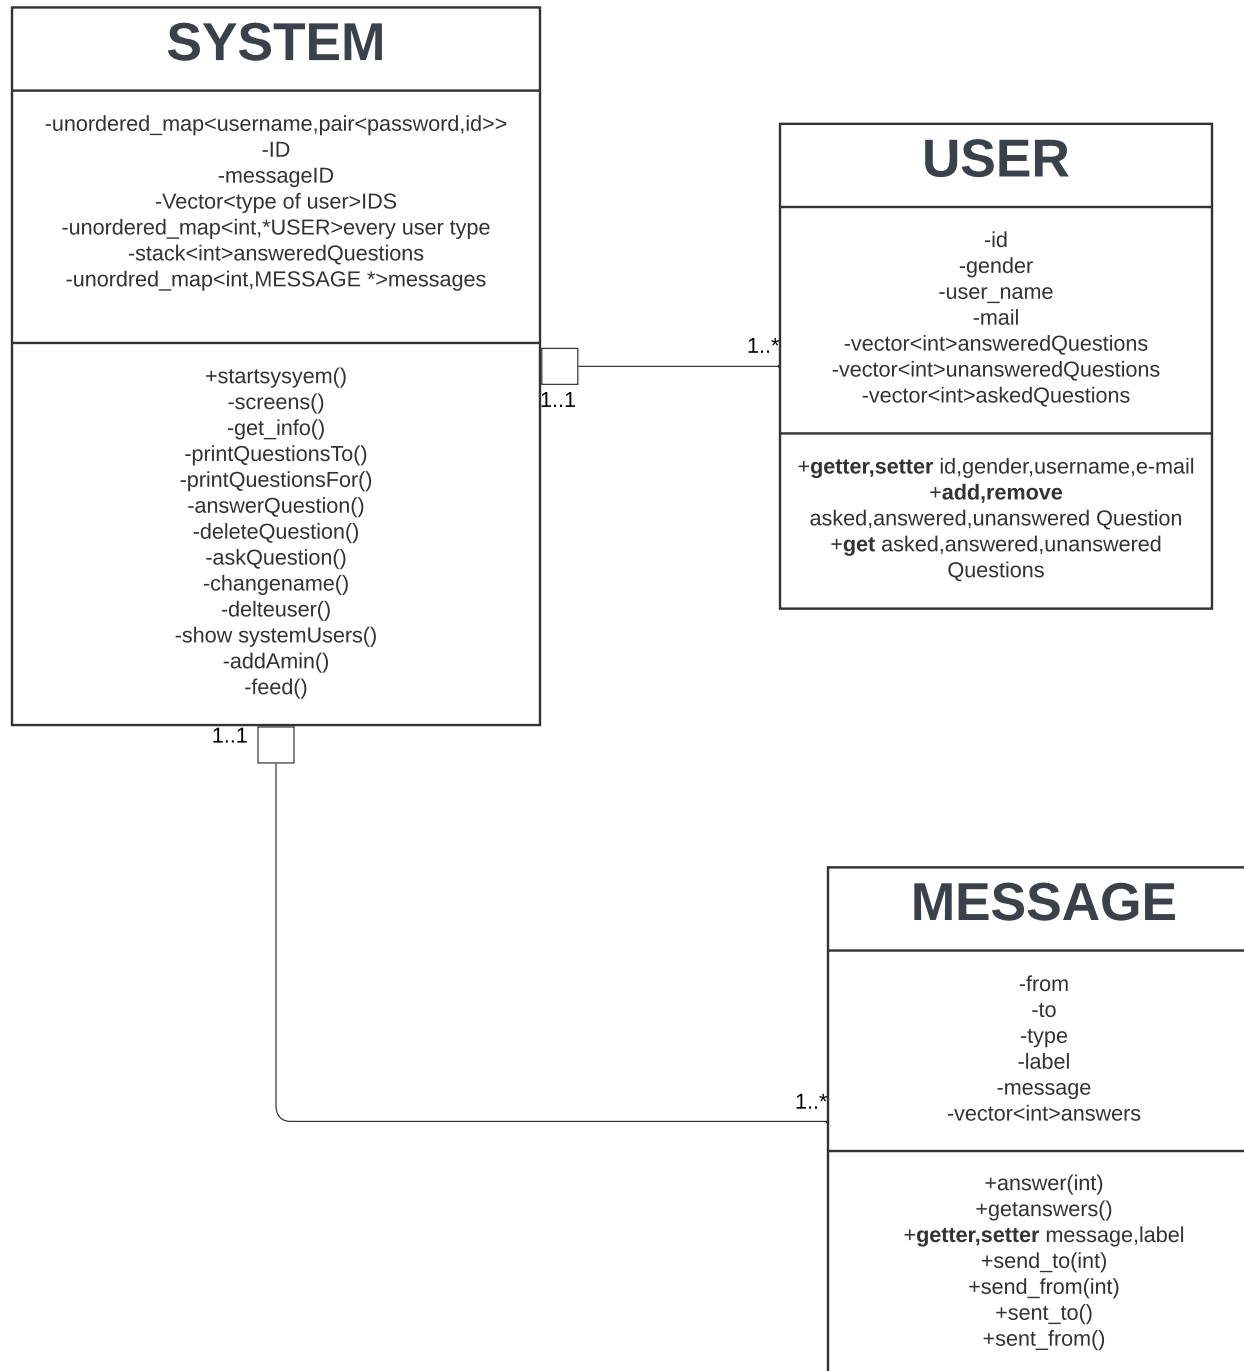 SYSTEM
-unordered_map<username,pair<password,id>>
-ID
-messageID
-Vector<type of user>IDS
-unordered_map<int,*USER>every user type
-stack<int>answeredQuestions
-unordred_map<int,MESSAGE *>messages
+startsysyem()
-screens()
-get_info()
-printQuestionsTo()
-printQuestionsFor()
-answerQuestion()
-deleteQuestion()
-askQuestion()
-changename()
-delteuser()
-show systemUsers()
-addAmin()
-feed()
1..1
1..*
1..1
USER
-id
-gender
-user_name
-mail
-vector<int>answeredQuestions
-vector<int>unansweredQuestions
-vector<int>askedQuestions
+getter,setter id,gender,username,e-mail
+add,remove
asked,answered,unanswered Question
+get asked,answered,unanswered
Questions
1..*
MESSAGE
-from
-to
-type
-label
-message
-vector<int>answers
+answer(int)
+getanswers()
+getter,setter message,label
+send_to(int)
+send_from(int)
+sent_to()
+sent_from()